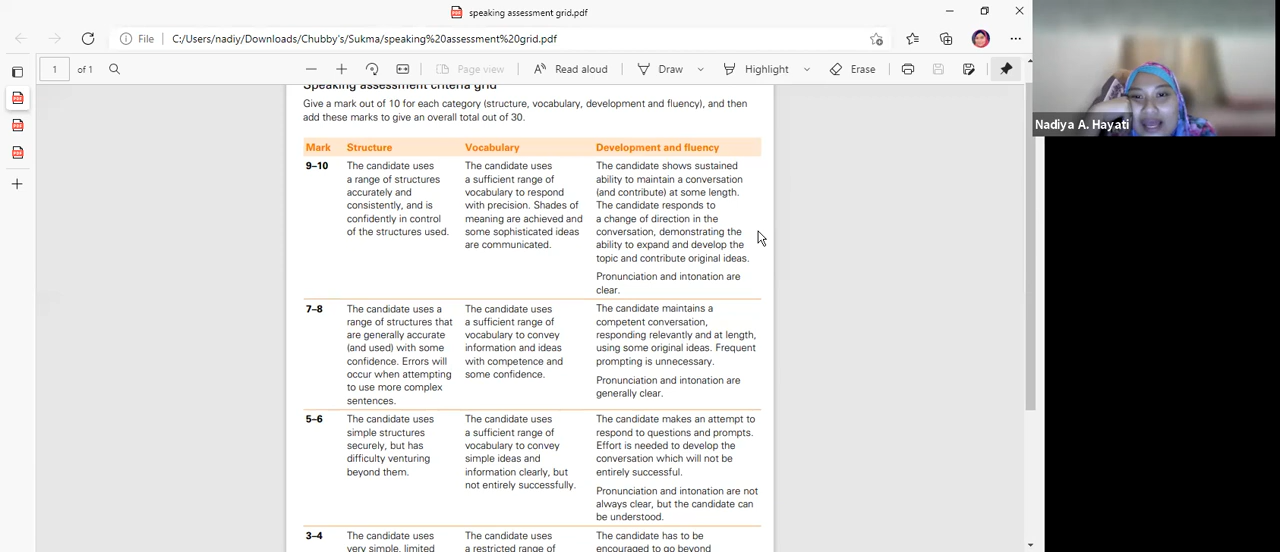 speaking assessment grid.pdf
File
C:/Users/nadiy/Downloads/Chubby's/Sukma/speaking%20assessment%20grid.pdf
1 of 1
Page view
Read aloud
Draw
Highlight
Erase
Nadiya A. Hayati
Speaking assessment criteria grid
Give a mark out of 10 for each category (structure, vocabulary, development and fluency), and then
add these marks to give an overall total out of 30.
Mark
Structure
Vocabulary
Development and fluency
9–10
The candidate uses
a range of structures
accurately and
consistently, and is
confidently in control
of the structures used.
The candidate uses
a sufficient range of
vocabulary to respond
with precision. Shades of
meaning are achieved and
some sophisticated ideas
are communicated.
The candidate shows sustained
ability to maintain a conversation
(and contribute) at some length.
The candidate responds to
a change of direction in the
conversation, demonstrating the
ability to expand and develop the
topic and contribute original ideas.
Pronunciation and intonation are
clear.
7–8
The candidate uses a
range of structures that
are generally accurate
(and used) with some
confidence. Errors will
occur when attempting
to use more complex
sentences.
The candidate uses
a sufficient range of
vocabulary to convey
information and ideas
with competence and
some confidence.
The candidate maintains a
competent conversation,
responding relevantly and at length,
using some original ideas. Frequent
prompting is unnecessary.
Pronunciation and intonation are
generally clear.
5–6
The candidate uses
simple structures
securely, but has
difficulty venturing
beyond them.
The candidate uses
a sufficient range of
vocabulary to convey
simple ideas and
information clearly, but
not entirely successfully.
The candidate makes an attempt to
respond to questions and prompts.
Effort is needed to develop the
conversation which will not be
entirely successful.
Pronunciation and intonation are not
always clear, but the candidate can
be understood.
3–4
The candidate uses
very simple, limited
The candidate uses
a restricted range of
The candidate has to be
encouraged to go beyond